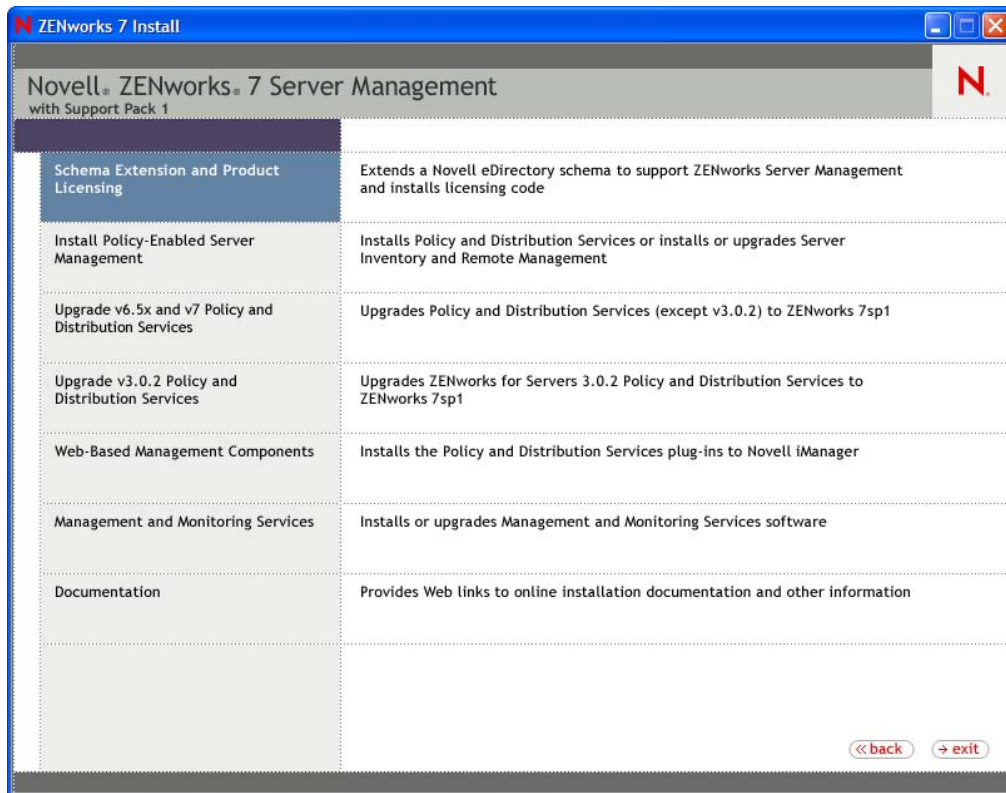 N ZENworks 7 Install
Novell® ZENworks® 7 Server Management
with Support Pack 1
N®
Schema Extension and Product
Licensing
Extends a Novell eDirectory schema to support ZENworks Server Management
and installs licensing code
Install Policy-Enabled Server
Management
Installs Policy and Distribution Services or installs or upgrades Server
Inventory and Remote Management
Upgrade v6.5x and v7 Policy and
Distribution Services
Upgrades Policy and Distribution Services (except v3.0.2) to ZENworks 7sp1
Upgrade v3.0.2 Policy and
Distribution Services
Upgrades ZENworks for Servers 3.0.2 Policy and Distribution Services to
ZENworks 7sp1
Web-Based Management Components
Installs the Policy and Distribution Services plug-ins to Novell iManager
Management and Monitoring Services
Installs or upgrades Management and Monitoring Services software
Documentation
Provides Web links to online installation documentation and other information
« back
→ exit